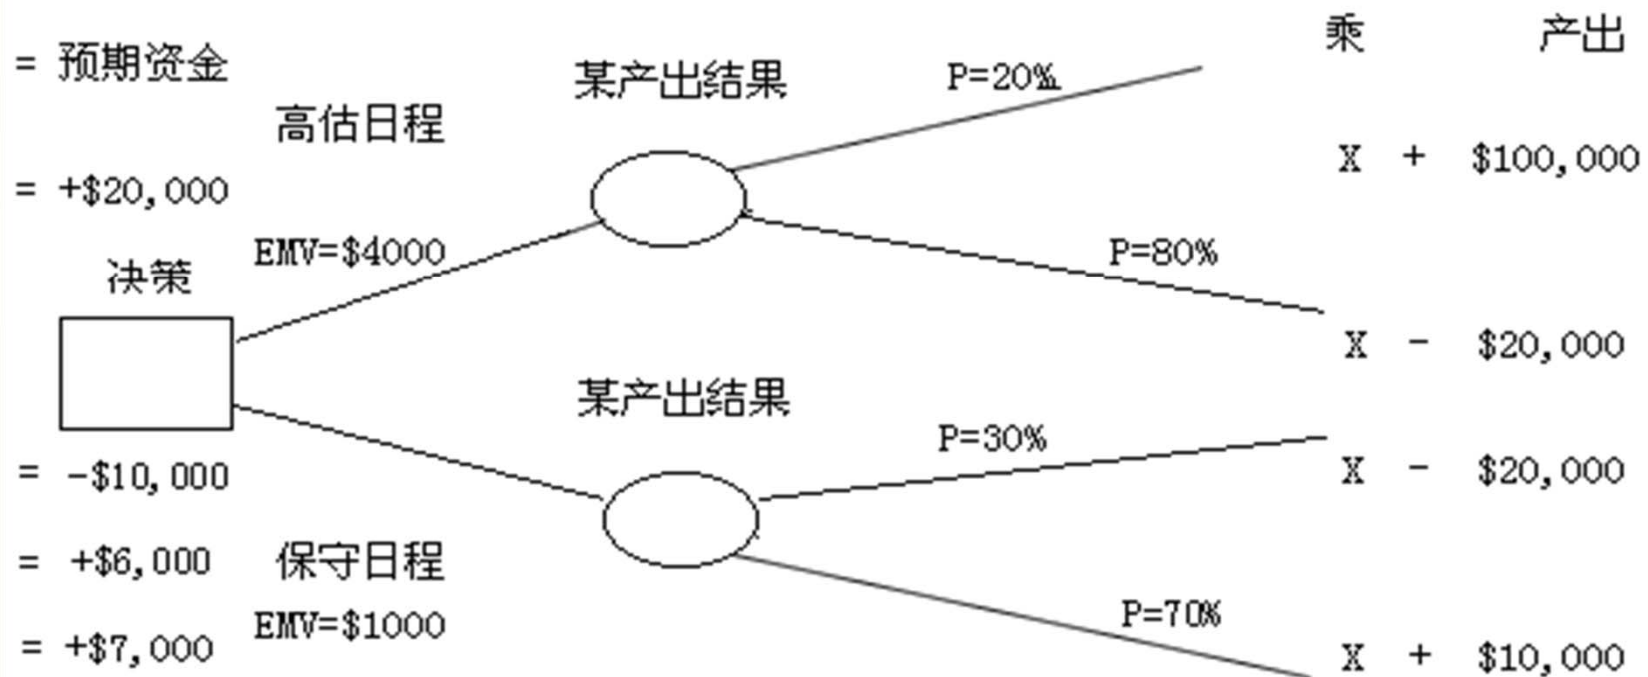 乘 产出
= 预期资金
某产出结果
P=20%
高估日程
X + $100,000
= +$20,000
EMV=$4000
P=80%
决策
X - $20,000
某产出结果
P=30%
= -$10,000
X - $20,000
= +$6,000
保守日程
P=70%
EMV=$1000
= +$7,000
X + $10,000